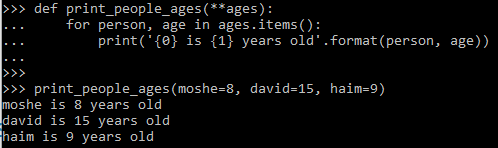 >>> def print_people_ages(**ages):
...     for person, age in ages.items():
...         print('{0} is {1} years old'.format(person, age))
...
>>>
>>> print_people_ages(moshe=8, david=15, haim=9)
moshe is 8 years old
david is 15 years old
haim is 9 years old